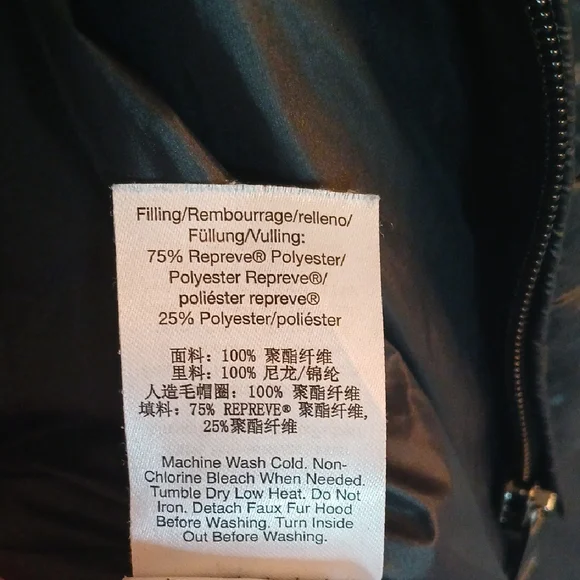 Filling/Rembourrage/relleno/
Füllung/Vulling:
75% Repreve® Polyester/
Polyester Repreve®/
poliéster repreve®
25% Polyester/poliéster
面料：100% 聚酯纤维
里料：100% 尼龙/锦纶
人造毛帽圈：100% 聚酯纤维
填料：75% REPREVE® 聚酯纤维,
25%聚酯纤维
Machine Wash Cold. Non-
Chlorine Bleach When Needed.
Tumble Dry Low Heat. Do Not
Iron. Detach Faux Fur Hood
Before Washing. Turn Inside
Out Before Washing.